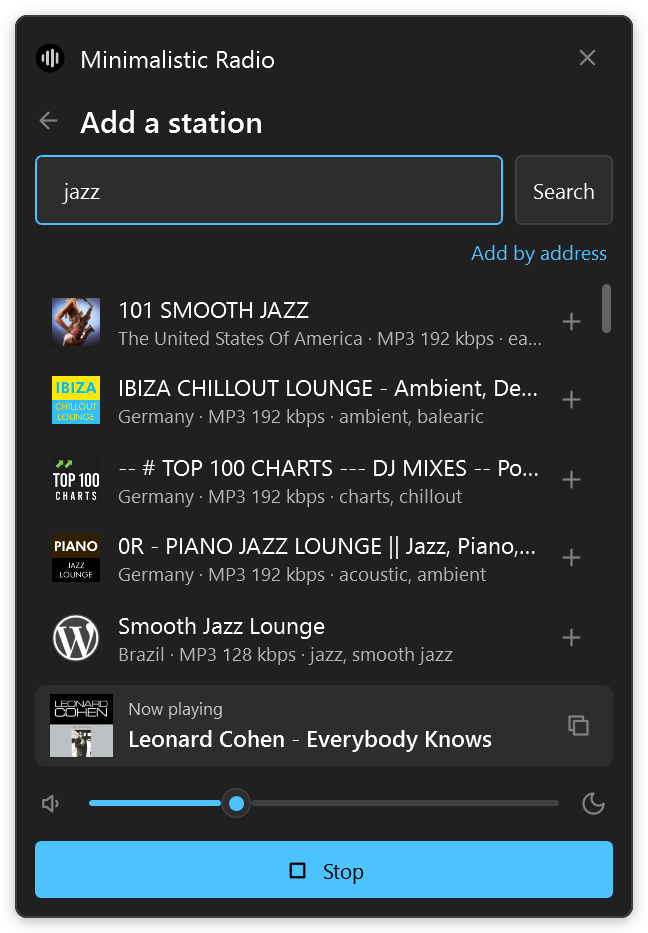 Minimalistic Radio
Add a station
jazz
Search
Add by address
101 SMOOTH JAZZ
The United States Of America · MP3 192 kbps · ea...
IBIZA
CHILLOUT
LOUNGE
IBIZA CHILLOUT LOUNGE - Ambient, De...
Germany · MP3 192 kbps · ambient, balearic
TOP 100
CHARTS
-- # TOP 100 CHARTS --- DJ MIXES -- Po...
Germany · MP3 192 kbps · charts, chillout
PIANO
JAZZ
LOUNGE
0R - PIANO JAZZ LOUNGE || Jazz, Piano,...
Germany · MP3 192 kbps · acoustic, ambient
Smooth Jazz Lounge
Brazil · MP3 128 kbps · jazz, smooth jazz
LEONARD
COHEN
Now playing
Leonard Cohen - Everybody Knows
Stop